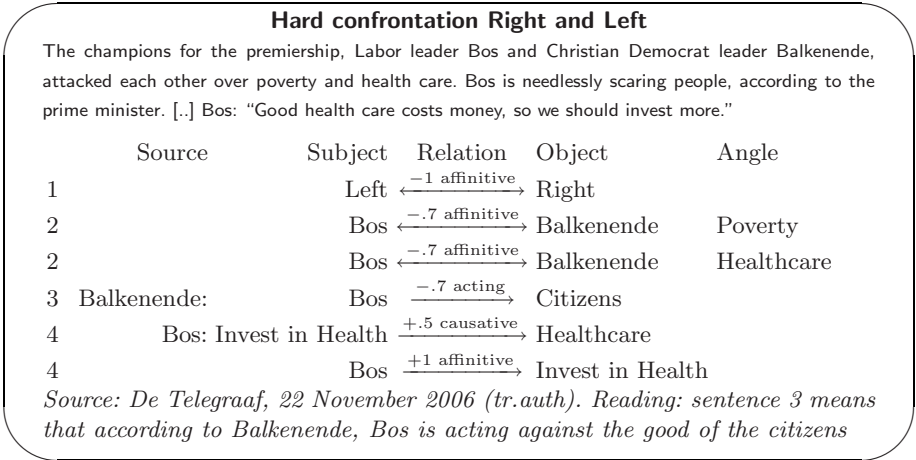 Hard confrontation Right and Left
The champions for the premiership, Labor leader Bos and Christian Democrat leader Balkenende,
attacked each other over poverty and health care. Bos is needlessly scaring people, according to the
prime minister. [..] Bos: “Good health care costs money, so we should invest more.”
Source Subject Relation Object Angle
1 Left ←−1 affinitive→ Right
2 Bos ←−.7 affinitive→ Balkenende Poverty
2 Bos ←−.7 affinitive→ Balkenende Healthcare
3 Balkenende: Bos −.7 acting→ Citizens
4 Bos: Invest in Health +.5 causative→ Healthcare
4 Bos +1 affinitive→ Invest in Health
Source: De Telegraaf, 22 November 2006 (tr.auth). Reading: sentence 3 means
that according to Balkenende, Bos is acting against the good of the citizens